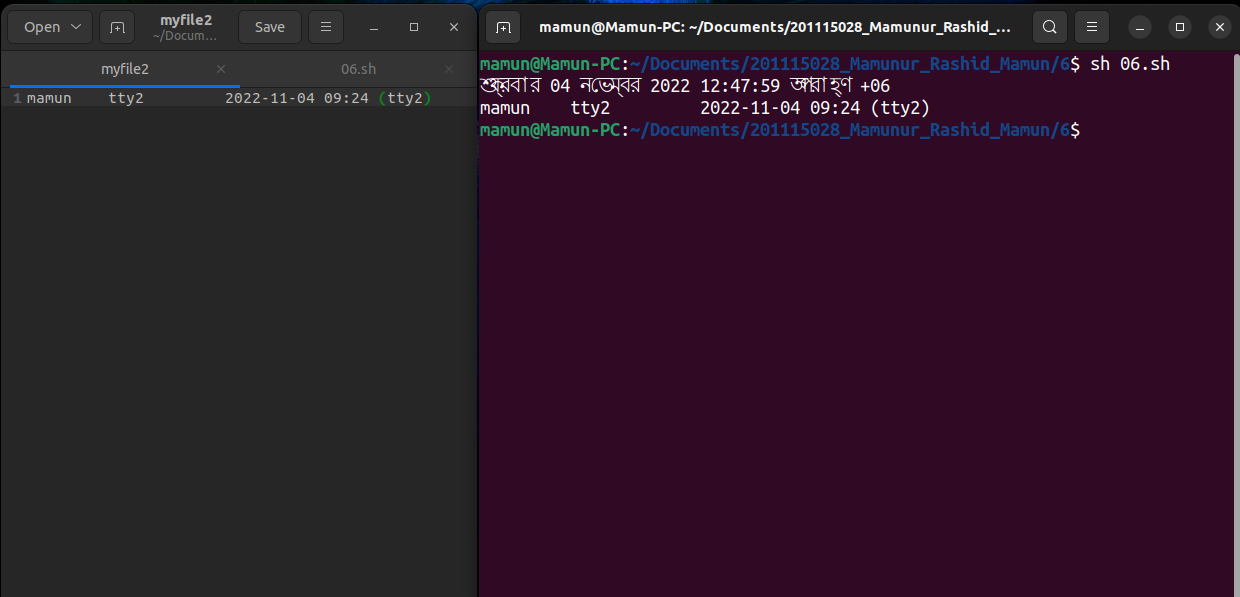 Open
myfile2
~/Docum...
Save
myfile2
06.sh
1 mamun    tty2         2022-11-04 09:24 (tty2)
mamun@Mamun-PC: ~/Documents/201115028_Mamunur_Rashid_...
mamun@Mamun-PC:~/Documents/201115028_Mamunur_Rashid_Mamun/6$ sh 06.sh
শুক্রবার 04 নভেম্বর 2022 12:47:59 অপরাহ্ণ +06
mamun    tty2         2022-11-04 09:24 (tty2)
mamun@Mamun-PC:~/Documents/201115028_Mamunur_Rashid_Mamun/6$